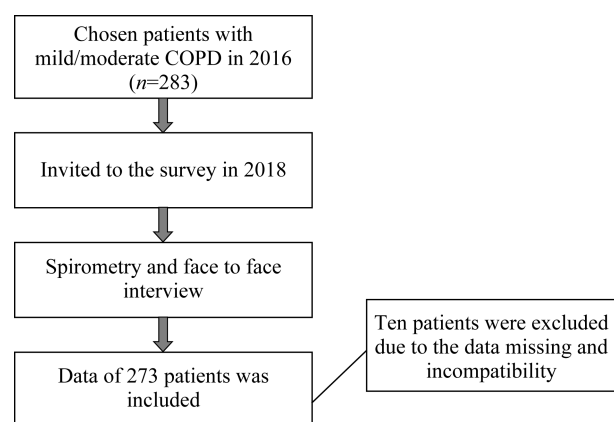 Chosen patients with
mild/moderate COPD in 2016
(n=283)
Invited to the survey in 2018
Spirometry and face to face
interview
Ten patients were excluded
due to the data missing and
incompatibility
Data of 273 patients was
included